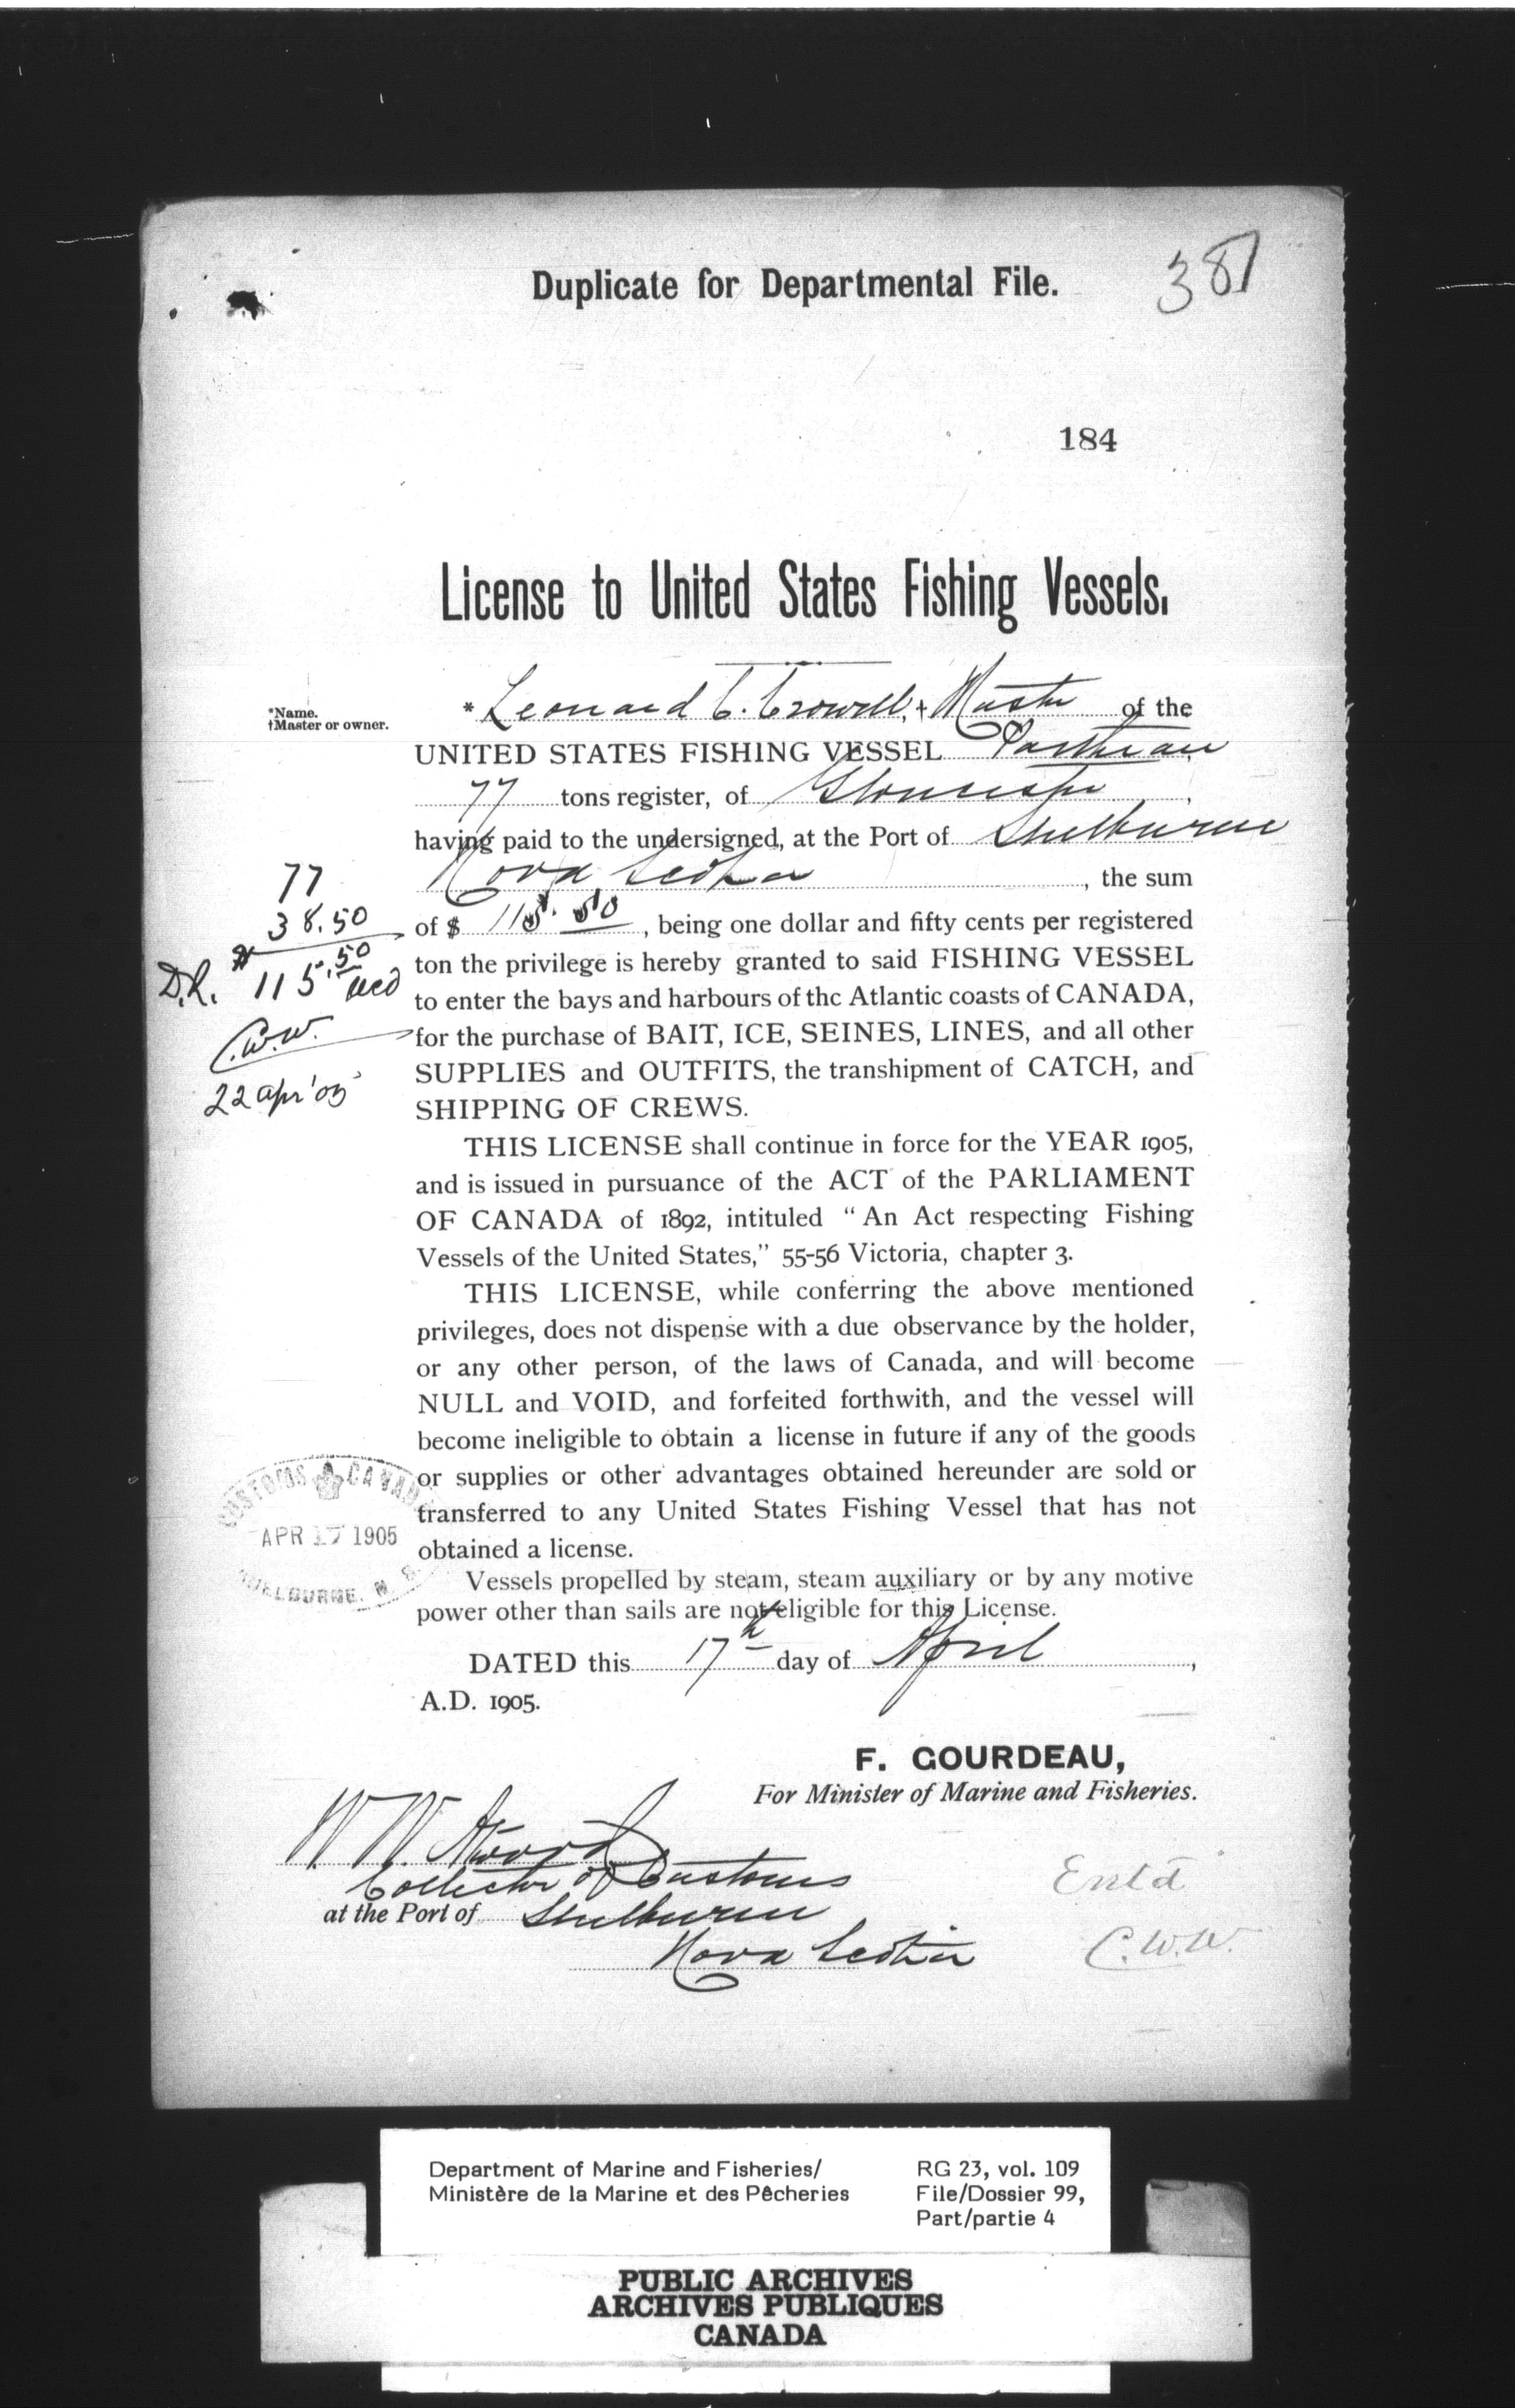 Duplicate for Departmental File.
387
184
License to United States Fishing Vessels.
*Name.
†Master or owner.
* Leonard C. Crowell, † Master of the
UNITED STATES FISHING VESSEL Parthian
77 tons register, of Gloucester,
having paid to the undersigned, at the Port of Shelburne
Nova Scotia, the sum
of $ 115.50, being one dollar and fifty cents per registered
ton the privilege is hereby granted to said FISHING VESSEL
to enter the bays and harbours of the Atlantic coasts of CANADA,
for the purchase of BAIT, ICE, SEINES, LINES, and all other
SUPPLIES and OUTFITS, the transhipment of CATCH, and
SHIPPING OF CREWS.
77
38.50
D.R. $115.50 recd
C.W.W.
22 apr '05
THIS LICENSE shall continue in force for the YEAR 1905,
and is issued in pursuance of the ACT of the PARLIAMENT
OF CANADA of 1892, intituled "An Act respecting Fishing
Vessels of the United States," 55-56 Victoria, chapter 3.
THIS LICENSE, while conferring the above mentioned
privileges, does not dispense with a due observance by the holder,
or any other person, of the laws of Canada, and will become
NULL and VOID, and forfeited forthwith, and the vessel will
become ineligible to obtain a license in future if any of the goods
or supplies or other advantages obtained hereunder are sold or
transferred to any United States Fishing Vessel that has not
obtained a license.
CUSTOMS CANADA
APR 17 1905
SHELBURNE, N.S.
Vessels propelled by steam, steam auxiliary or by any motive
power other than sails are not eligible for this License.
DATED this 17th day of April,
A.D. 1905.
F. GOURDEAU,
For Minister of Marine and Fisheries.
W. W. Atwood
Collector of Customs
at the Port of Shelburne
Nova Scotia
Entd
C.W.W.
Department of Marine and Fisheries/
Ministère de la Marine et des Pêcheries
RG 23, vol. 109
File/Dossier 99,
Part/partie 4
PUBLIC ARCHIVES
ARCHIVES PUBLIQUES
CANADA